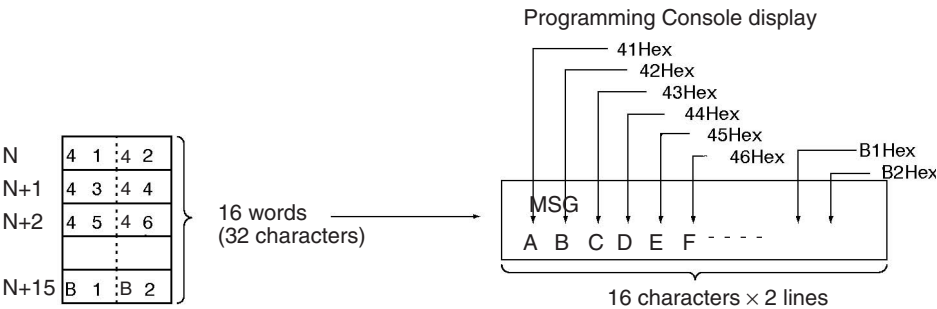 Programming Console display
41Hex
42Hex
43Hex
44Hex
45Hex
46Hex
B1Hex
B2Hex
N 4 1 4 2
N+1 4 3 4 4
N+2 4 5 4 6
N+15 B 1 B 2
16 words
(32 characters)
MSG
A B C D E F - - - -
16 characters × 2 lines